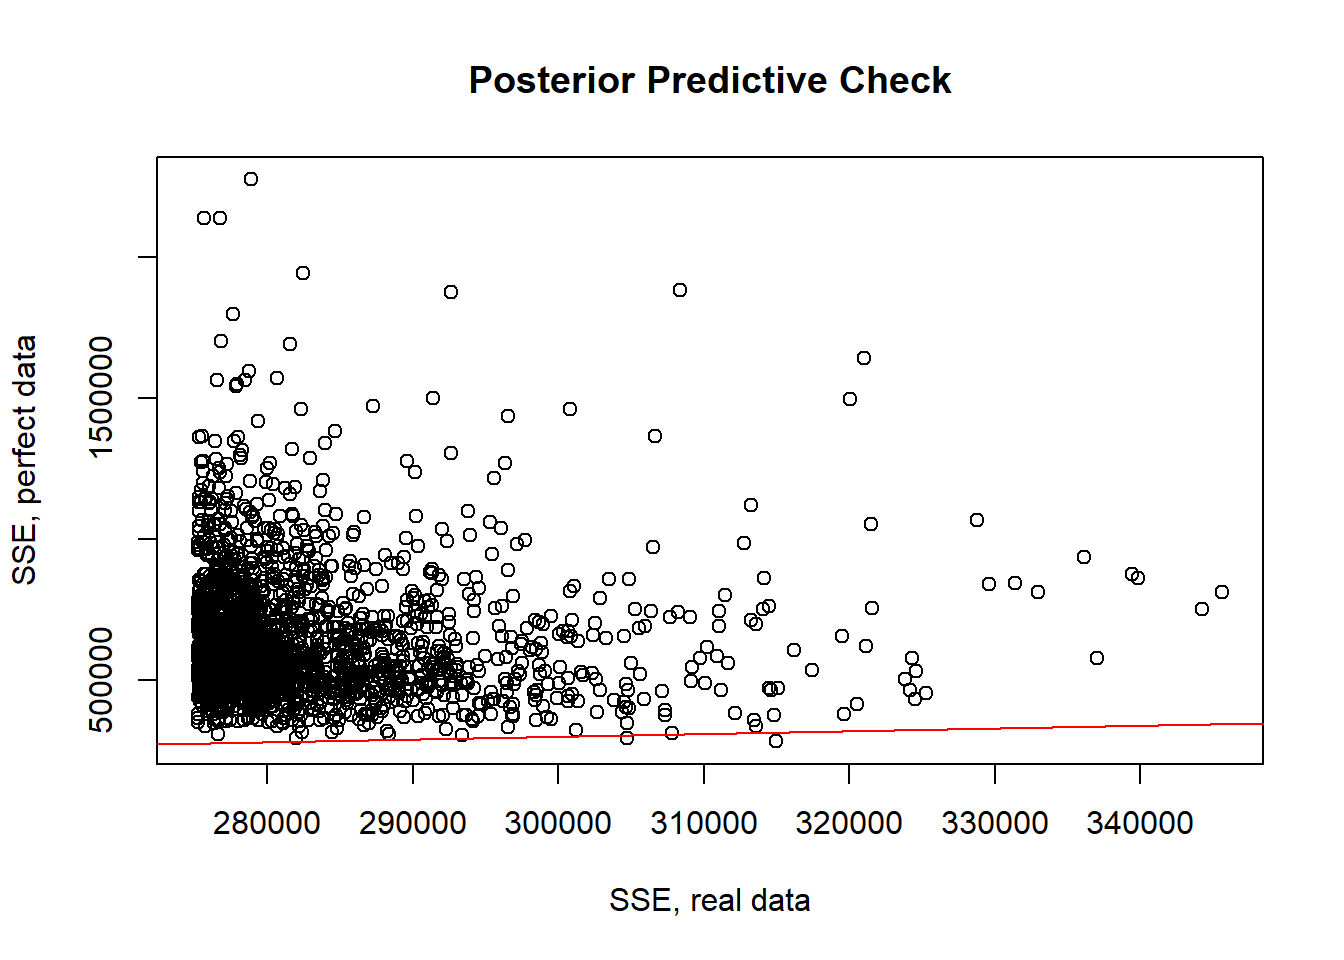 Posterior Predictive Check
SSE, perfect data
1500000
500000
280000 290000 300000 310000 320000 330000 340000
SSE, real data